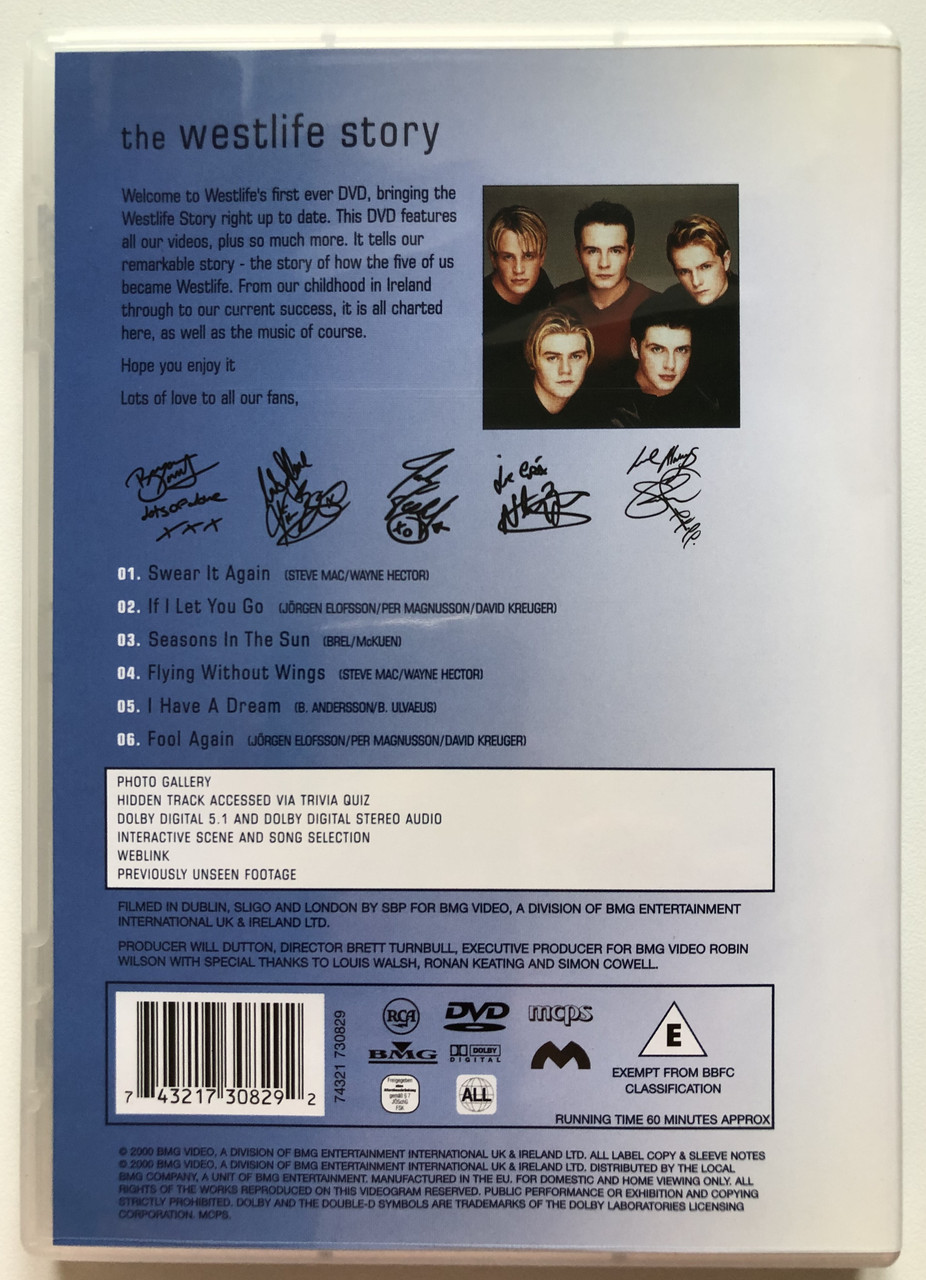 the westlife story
Welcome to Westlife's first ever DVD, bringing the
Westlife Story right up to date. This DVD features
all our videos, plus so much more. It tells our
remarkable story - the story of how the five of us
became Westlife. From our childhood in Ireland
through to our current success, it is all charted
here, as well as the music of course.
Hope you enjoy it
Lots of love to all our fans,
lots of love
xxx
01. Swear It Again (STEVE MAC/WAYNE HECTOR)
02. If I Let You Go (JÖRGEN ELOFSSON/PER MAGNUSSON/DAVID KREUGER)
03. Seasons In The Sun (BREL/McKUEN)
04. Flying Without Wings (STEVE MAC/WAYNE HECTOR)
05. I Have A Dream (B. ANDERSSON/B. ULVAEUS)
06. Fool Again (JÖRGEN ELOFSSON/PER MAGNUSSON/DAVID KREUGER)
PHOTO GALLERY
HIDDEN TRACK ACCESSED VIA TRIVIA QUIZ
DOLBY DIGITAL 5.1 AND DOLBY DIGITAL STEREO AUDIO
INTERACTIVE SCENE AND SONG SELECTION
WEBLINK
PREVIOUSLY UNSEEN FOOTAGE
FILMED IN DUBLIN, SLIGO AND LONDON BY SBP FOR BMG VIDEO, A DIVISION OF BMG ENTERTAINMENT
INTERNATIONAL UK & IRELAND LTD.
PRODUCER WILL DUTTON, DIRECTOR BRETT TURNBULL, EXECUTIVE PRODUCER FOR BMG VIDEO ROBIN
WILSON WITH SPECIAL THANKS TO LOUIS WALSH, RONAN KEATING AND SIMON COWELL.
7 43217 30829 2
74321 730829
RCA
DVD
VIDEO
mcps
BMG
DOLBY
DIGITAL
Freigegeben
ohne
Altersbeschränkung
gemäß § 7
JÖSchG
FSK
ALL
E
EXEMPT FROM BBFC
CLASSIFICATION
RUNNING TIME 60 MINUTES APPROX
℗ 2000 BMG VIDEO, A DIVISION OF BMG ENTERTAINMENT INTERNATIONAL UK & IRELAND LTD. ALL LABEL COPY & SLEEVE NOTES
© 2000 BMG VIDEO, A DIVISION OF BMG ENTERTAINMENT INTERNATIONAL UK & IRELAND LTD. DISTRIBUTED BY THE LOCAL
BMG COMPANY, A UNIT OF BMG ENTERTAINMENT. MANUFACTURED IN THE EU. FOR DOMESTIC AND HOME VIEWING ONLY. ALL
RIGHTS OF THE WORKS REPRODUCED ON THIS VIDEOGRAM RESERVED. PUBLIC PERFORMANCE OR EXHIBITION AND COPYING
STRICTLY PROHIBITED. DOLBY AND THE DOUBLE-D SYMBOLS ARE TRADEMARKS OF THE DOLBY LABORATORIES LICENSING
CORPORATION. MCPS.